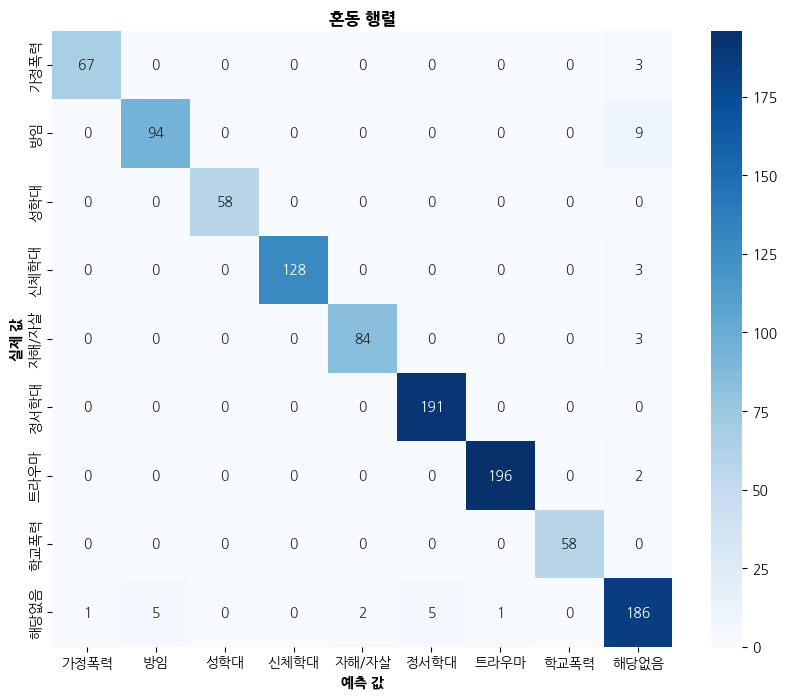 혼동 행렬
실제 값
가정폭력 67 0 0 0 0 0 0 0 3
방임 0 94 0 0 0 0 0 0 9
성학대 0 0 58 0 0 0 0 0 0
신체학대 0 0 0 128 0 0 0 0 3
자해/자살 0 0 0 0 84 0 0 0 3
정서학대 0 0 0 0 0 191 0 0 0
트라우마 0 0 0 0 0 0 196 0 2
학교폭력 0 0 0 0 0 0 0 58 0
해당없음 1 5 0 0 2 5 1 0 186
가정폭력 방임 성학대 신체학대 자해/자살 정서학대 트라우마 학교폭력 해당없음
예측 값
175
150
125
100
75
50
25
0